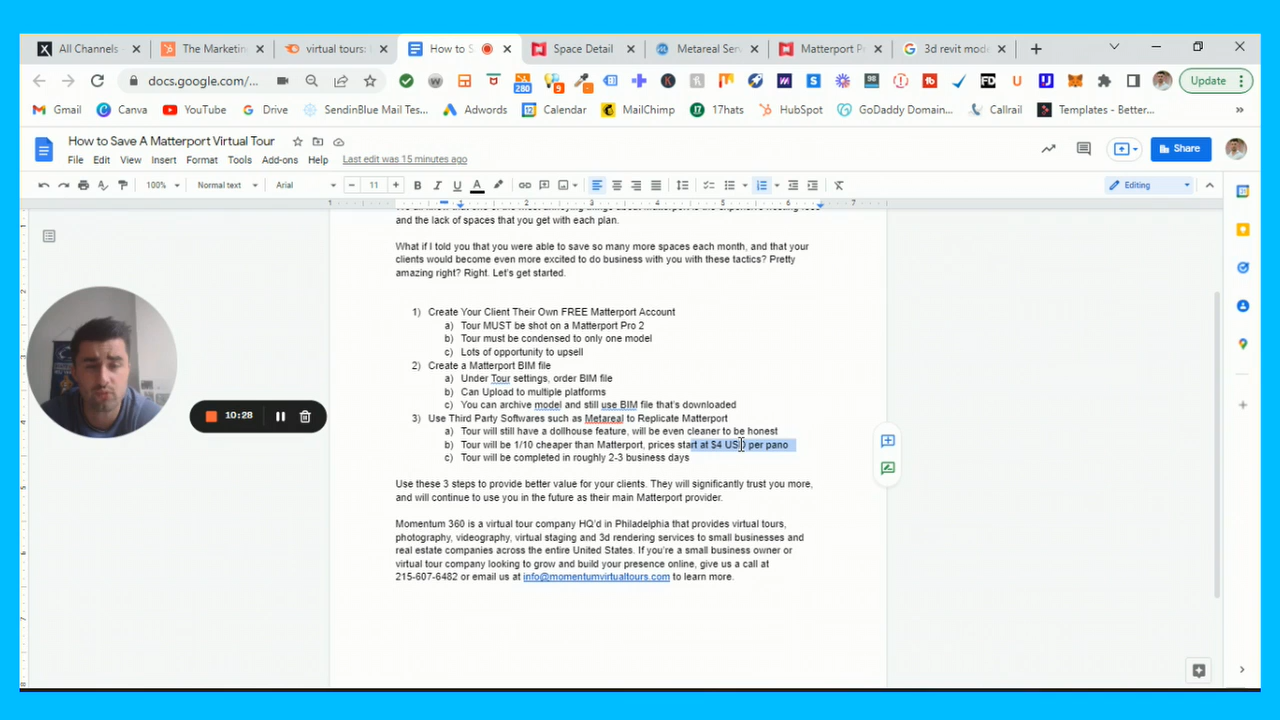 All Channels -
The Marketin
virtual tours:
How to S
Space Detail
Metareal Ser
Matterport P
3d revit mode
docs.google.com/...
280
9
98
Update
Gmail
Canva
YouTube
Drive
SendinBlue Mail Tes...
Adwords
Calendar
MailChimp
17hats
HubSpot
GoDaddy Domain...
Callrail
Templates - Better...
How to Save A Matterport Virtual Tour
File Edit View Insert Format Tools Add-ons Help Last edit was 15 minutes ago
Share
100% Normal text Arial 11 Editing
and the lack of spaces that you get with each plan.
What if I told you that you were able to save so many more spaces each month, and that your
clients would become even more excited to do business with you with these tactics? Pretty
amazing right? Right. Let's get started.
1) Create Your Client Their Own FREE Matterport Account
a) Tour MUST be shot on a Matterport Pro 2
b) Tour must be condensed to only one model
c) Lots of opportunity to upsell
2) Create a Matterport BIM file
a) Under Tour settings, order BIM file
b) Can Upload to multiple platforms
c) You can archive model and still use BIM file that's downloaded
3) Use Third Party Softwares such as Metareal to Replicate Matterport
a) Tour will still have a dollhouse feature, will be even cleaner to be honest
b) Tour will be 1/10 cheaper than Matterport, prices start at $4 USD per pano
c) Tour will be completed in roughly 2-3 business days
Use these 3 steps to provide better value for your clients. They will significantly trust you more,
and will continue to use you in the future as their main Matterport provider.
Momentum 360 is a virtual tour company HQ'd in Philadelphia that provides virtual tours,
photography, videography, virtual staging and 3d rendering services to small businesses and
real estate companies across the entire United States. If you're a small business owner or
virtual tour company looking to grow and build your presence online, give us a call at
215-607-6482 or email us at info@momentumvirtualtours.com to learn more.
10:28